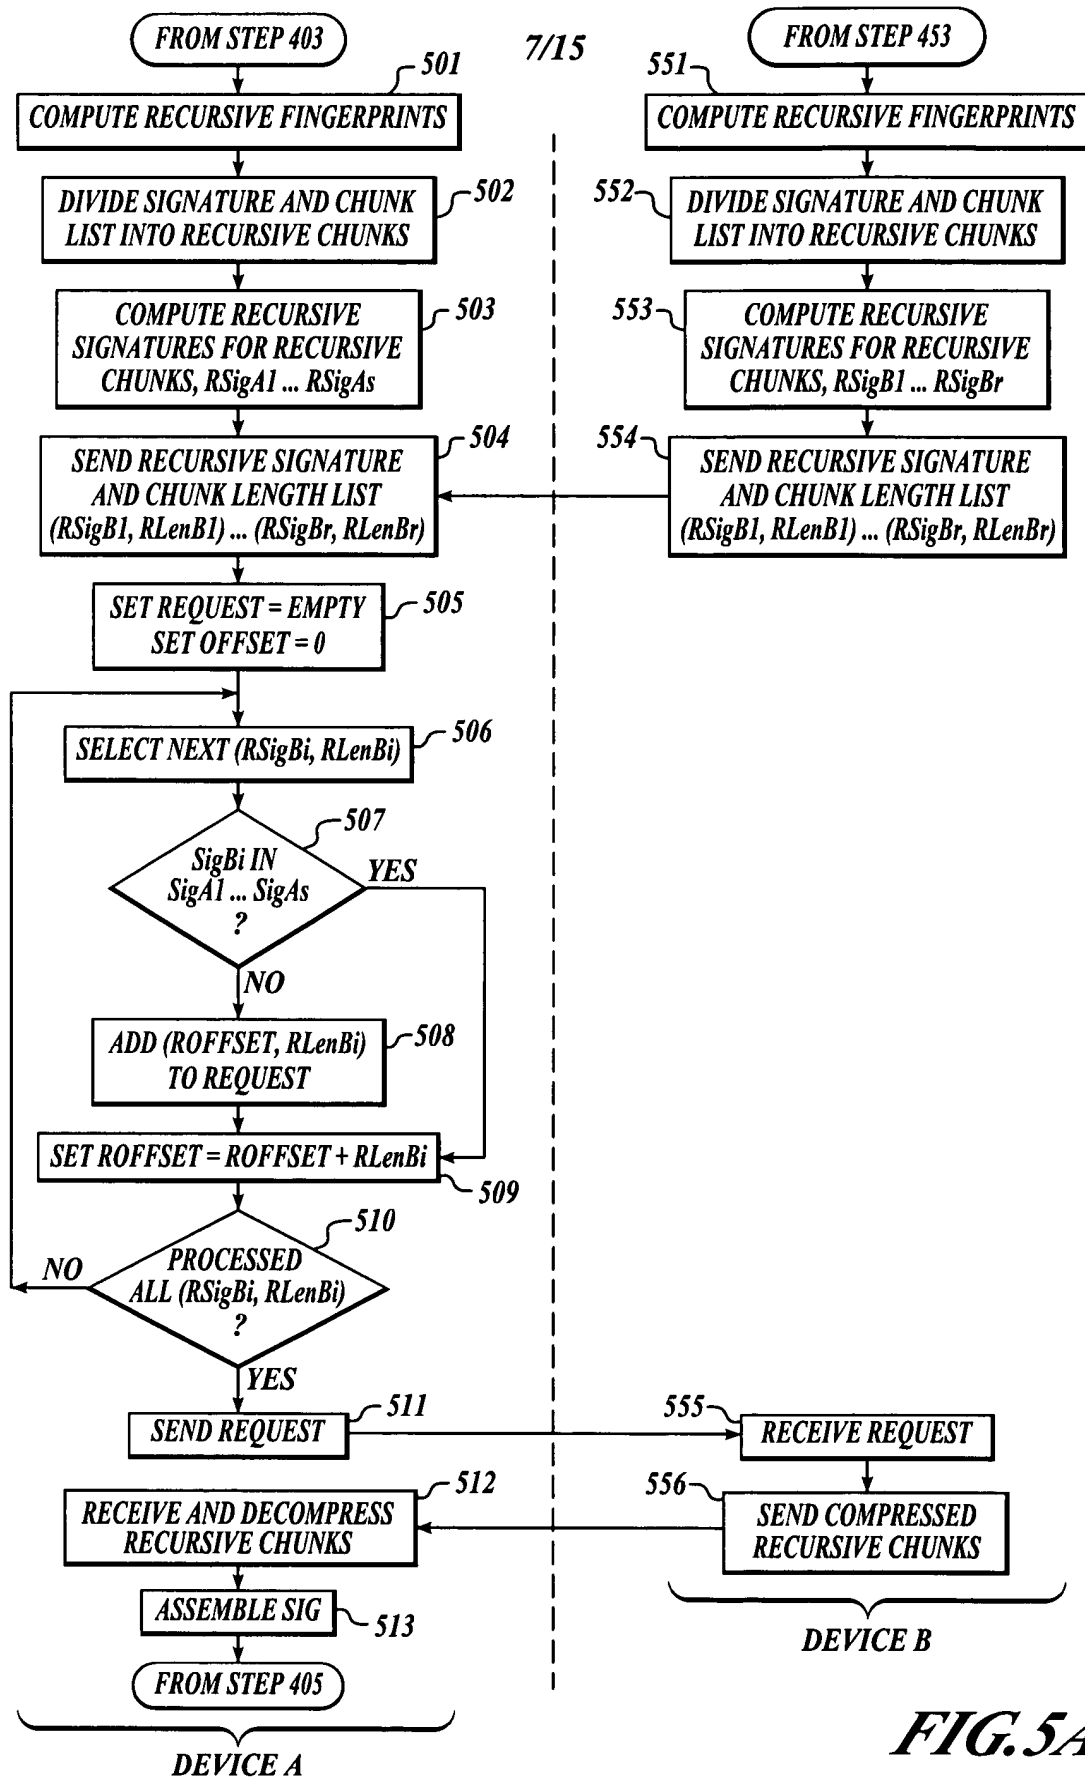 7/15
FROM STEP 403
501
COMPUTE RECURSIVE FINGERPRINTS
502
DIVIDE SIGNATURE AND CHUNK
LIST INTO RECURSIVE CHUNKS
503
COMPUTE RECURSIVE
SIGNATURES FOR RECURSIVE
CHUNKS, RSigA1 ... RSigAs
504
SEND RECURSIVE SIGNATURE
AND CHUNK LENGTH LIST
(RSigB1, RLenB1) ... (RSigBr, RLenBr)
505
SET REQUEST = EMPTY
SET OFFSET = 0
506
SELECT NEXT (RSigBi, RLenBi)
507
SigBi IN
SigA1 ... SigAs
?
YES
NO
508
ADD (ROFFSET, RLenBi)
TO REQUEST
SET ROFFSET = ROFFSET + RLenBi
509
510
PROCESSED
ALL (RSigBi, RLenBi)
?
NO
YES
511
SEND REQUEST
512
RECEIVE AND DECOMPRESS
RECURSIVE CHUNKS
ASSEMBLE SIG
513
FROM STEP 405
DEVICE A
FROM STEP 453
551
COMPUTE RECURSIVE FINGERPRINTS
552
DIVIDE SIGNATURE AND CHUNK
LIST INTO RECURSIVE CHUNKS
553
COMPUTE RECURSIVE
SIGNATURES FOR RECURSIVE
CHUNKS, RSigB1 ... RSigBr
554
SEND RECURSIVE SIGNATURE
AND CHUNK LENGTH LIST
(RSigB1, RLenB1) ... (RSigBr, RLenBr)
555
RECEIVE REQUEST
556
SEND COMPRESSED
RECURSIVE CHUNKS
DEVICE B
FIG.5A